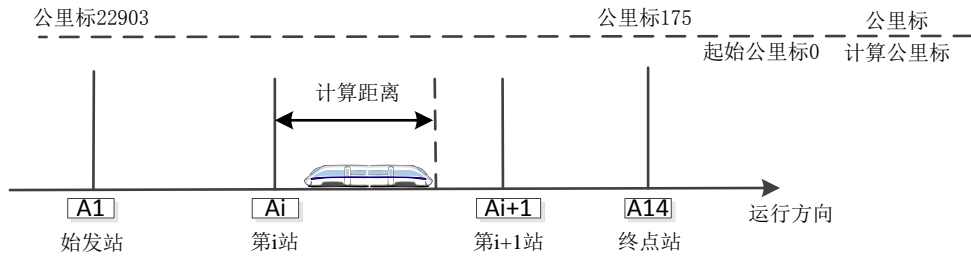 公里标22903
公里标175
公里标
起始公里标0
计算公里标
计算距离
A1
Ai
Ai+1
A14
运行方向
始发站
第i站
第i+1站
终点站